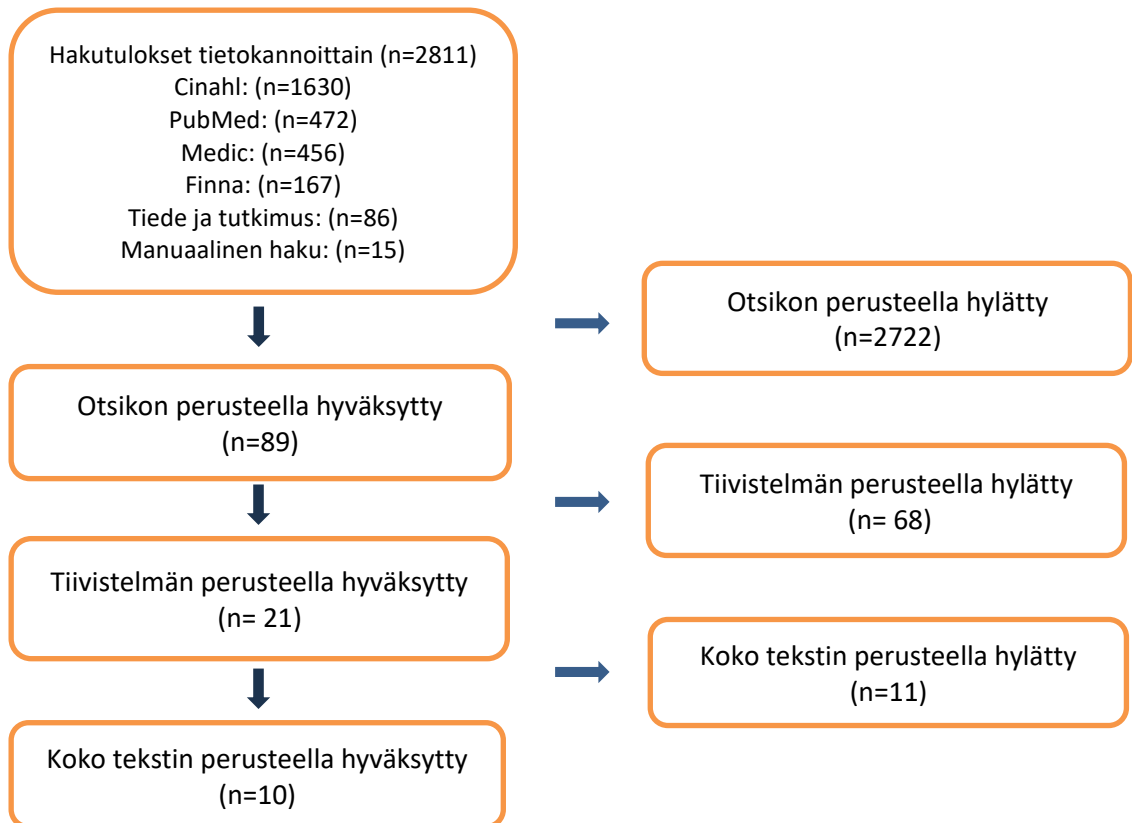 Hakutulokset tietokannoittain (n=2811)
Cinahl: (n=1630)
PubMed: (n=472)
Medic: (n=456)
Finna: (n=167)
Tiede ja tutkimus: (n=86)
Manuaalinen haku: (n=15)
Otsikon perusteella hylätty
(n=2722)
Otsikon perusteella hyväksytty
(n=89)
Tiivistelmän perusteella hylätty
(n= 68)
Tiivistelmän perusteella hyväksytty
(n= 21)
Koko tekstin perusteella hylätty
(n=11)
Koko tekstin perusteella hyväksytty
(n=10)